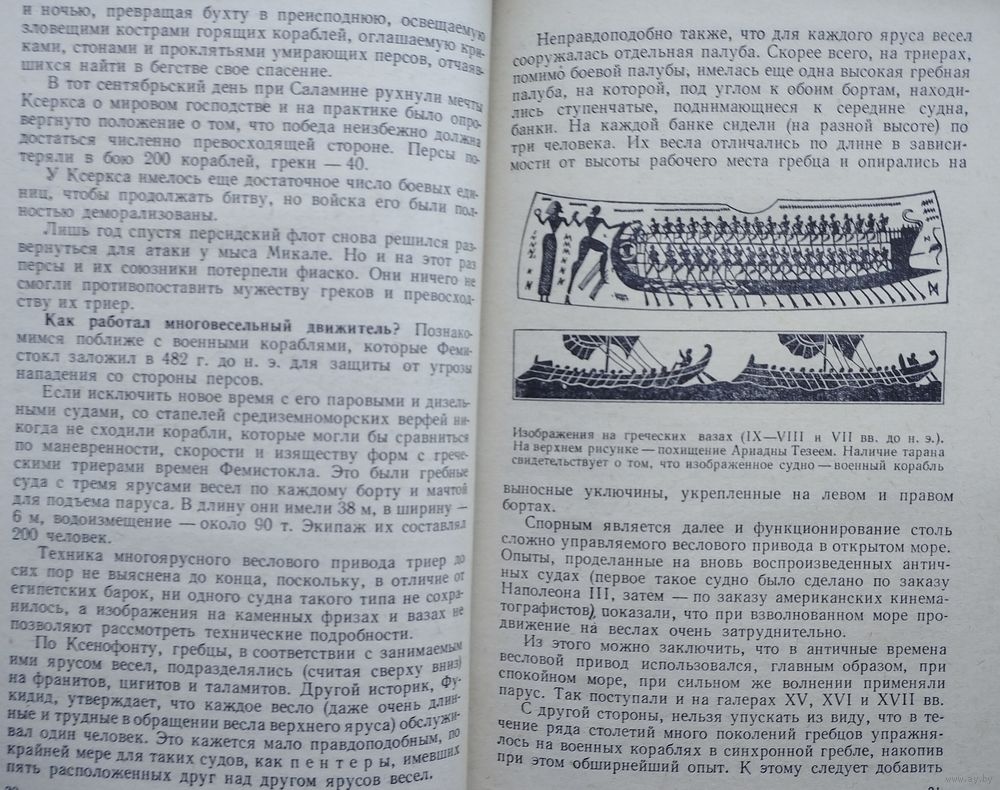 и ночью, превращая бухту в преисподнюю, освещаемую
зловещими кострами горящих кораблей, оглашаемую кри-
ками, стонами и проклятьями умирающих персов, отчаяв-
шихся найти в бегстве свое спасение.
В тот сентябрьский день при Саламине рухнули мечты
Ксеркса о мировом господстве и на практике было опро-
вергнуто положение о том, что победа неизбежно должна
достаться численно превосходящей стороне. Персы по-
теряли в бою 200 кораблей, греки — 40.
У Ксеркса имелось еще достаточное число боевых еди-
ниц, чтобы продолжать битву, но войска его были пол-
ностью деморализованы.
Лишь год спустя персидский флот снова решился раз-
вернуться для атаки у мыса Микале. Но и на этот раз
персы и их союзники потерпели фиаско. Они ничего не
смогли противопоставить мужеству греков и превосход-
ству их триер.
Как работал многовесельный движитель? Познако-
мимся поближе с военными кораблями, которые Феми-
стокл заложил в 482 г. до н. э. для защиты от угрозы
нападения со стороны персов.
Если исключить новое время с его паровыми и дизель-
ными судами, со стапелей средиземноморских верфей ни-
когда не сходили корабли, которые могли бы сравниться
по маневренности, скорости и изяществу форм с грече-
скими триерами времен Фемистокла. Это были гребные
суда с тремя ярусами весел по каждому борту и мачтой
для подъема паруса. В длину они имели 38 м, в ширину —
6 м, водоизмещение — около 90 т. Экипаж их составлял
200 человек.
Техника многоярусного веслового привода триер до
сих пор не выяснена до конца, поскольку, в отличие от
египетских барок, ни одного судна такого типа не сохра-
нилось, а изображения на каменных фризах и вазах не
позволяют рассмотреть технические подробности.
По Ксенофонту, гребцы, в соответствии с занимаемым
ими ярусом весел, подразделялись (считая сверху вниз)
на франитов, цигитов и таламитов. Другой историк, Фу-
кидид, утверждает, что каждое весло (даже очень длин-
ные и трудные в обращении весла верхнего яруса) обслужи-
вал один человек. Это кажется мало правдоподобным, по
крайней мере для таких судов, как пентеры, имевших
пять расположенных друг над другом ярусов весел.
Неправдоподобно также, что для каждого яруса весел
сооружалась отдельная палуба. Скорее всего, на триерах,
помимо боевой палубы, имелась еще одна высокая гребная
палуба, на которой, под углом к обоим бортам, находи-
лись ступенчатые, поднимающиеся к середине судна,
банки. На каждой банке сидели (на разной высоте) по
три человека. Их весла отличались по длине в зависи-
мости от высоты рабочего места гребца и опирались на
Изображения на греческих вазах (IX—VIII и VII вв. до н. э.).
На верхнем рисунке — похищение Ариадны Тезеем. Наличие тарана
свидетельствует о том, что изображенное судно — военный корабль
выносные уключины, укрепленные на левом и правом
бортах.
Спорным является далее и функционирование столь
сложно управляемого веслового привода в открытом море.
Опыты, проделанные на вновь воспроизведенных антич-
ных судах (первое такое судно было сделано по заказу
Наполеона III, затем — по заказу американских кинема-
тографистов), показали, что при взволнованном море про-
движение на веслах очень затруднительно.
Из этого можно заключить, что в античные времена
весловой привод использовался, главным образом, при
спокойном море, при сильном же волнении применяли
парус. Так поступали и на галерах XV, XVI и XVII вв.
С другой стороны, нельзя упускать из виду, что в те-
чение ряда столетий много поколений гребцов упражня-
лось на военных кораблях в синхронной гребле, накопив
при этом обширнейший опыт. К этому следует добавить
www.ay.by